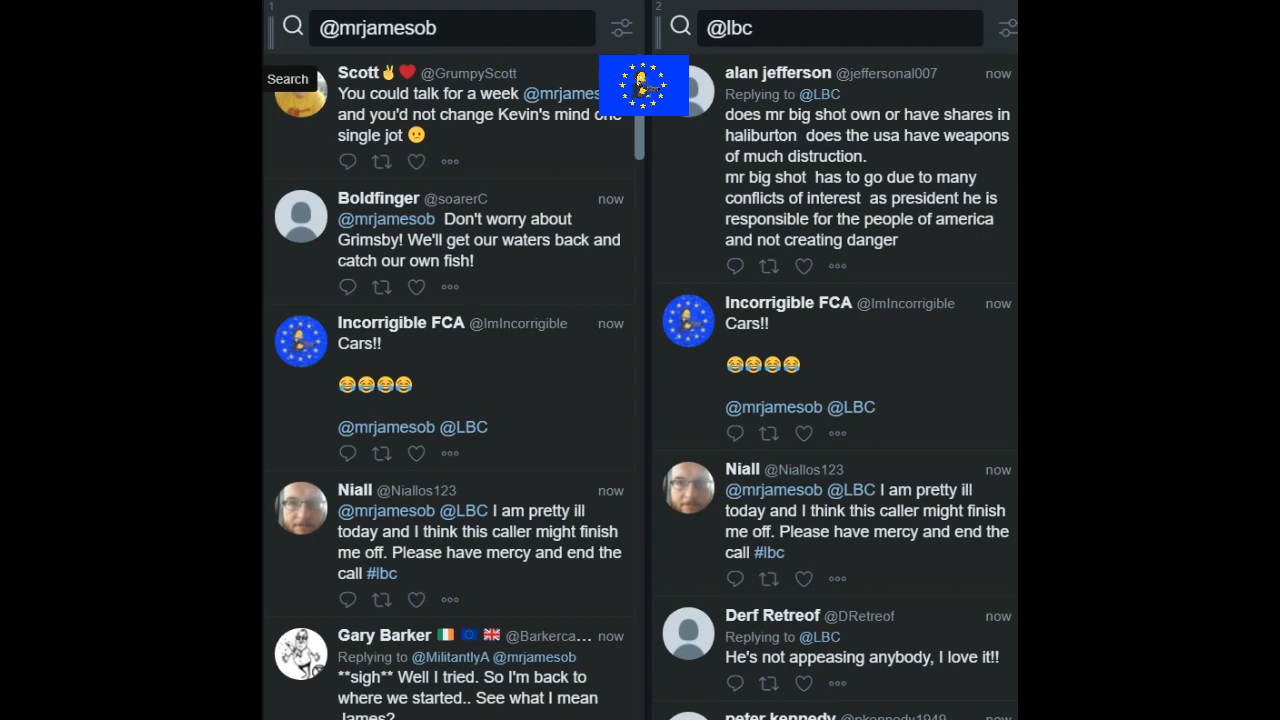 1
@mrjamesob
Search
Scott✌❤ @GrumpyScott
You could talk for a week @mrjames
and you'd not change Kevin's mind one
single jot 🙁
Boldfinger @soarerC now
@mrjamesob Don't worry about
Grimsby! We'll get our waters back and
catch our own fish!
Incorrigible FCA @ImIncorrigible now
Cars!!
😂😂😂😂
@mrjamesob @LBC
Niall @Niallos123 now
@mrjamesob @LBC I am pretty ill
today and I think this caller might finish
me off. Please have mercy and end the
call #lbc
Gary Barker 🇮🇪 🇪🇺 🇬🇧 @Barkerca... now
Replying to @MilitantlyA @mrjamesob
**sigh** Well I tried. So I'm back to
where we started.. See what I mean
James?
2
@lbc
alan jefferson @jeffersonal007 now
Replying to @LBC
does mr big shot own or have shares in
haliburton does the usa have weapons
of much distruction.
mr big shot has to go due to many
conflicts of interest as president he is
responsible for the people of america
and not creating danger
Incorrigible FCA @ImIncorrigible now
Cars!!
😂😂😂😂
@mrjamesob @LBC
Niall @Niallos123 now
@mrjamesob @LBC I am pretty ill
today and I think this caller might finish
me off. Please have mercy and end the
call #lbc
Derf Retreof @DRetreof now
Replying to @LBC
He's not appeasing anybody, I love it!!
peter kennedy @pkennedy1949 now